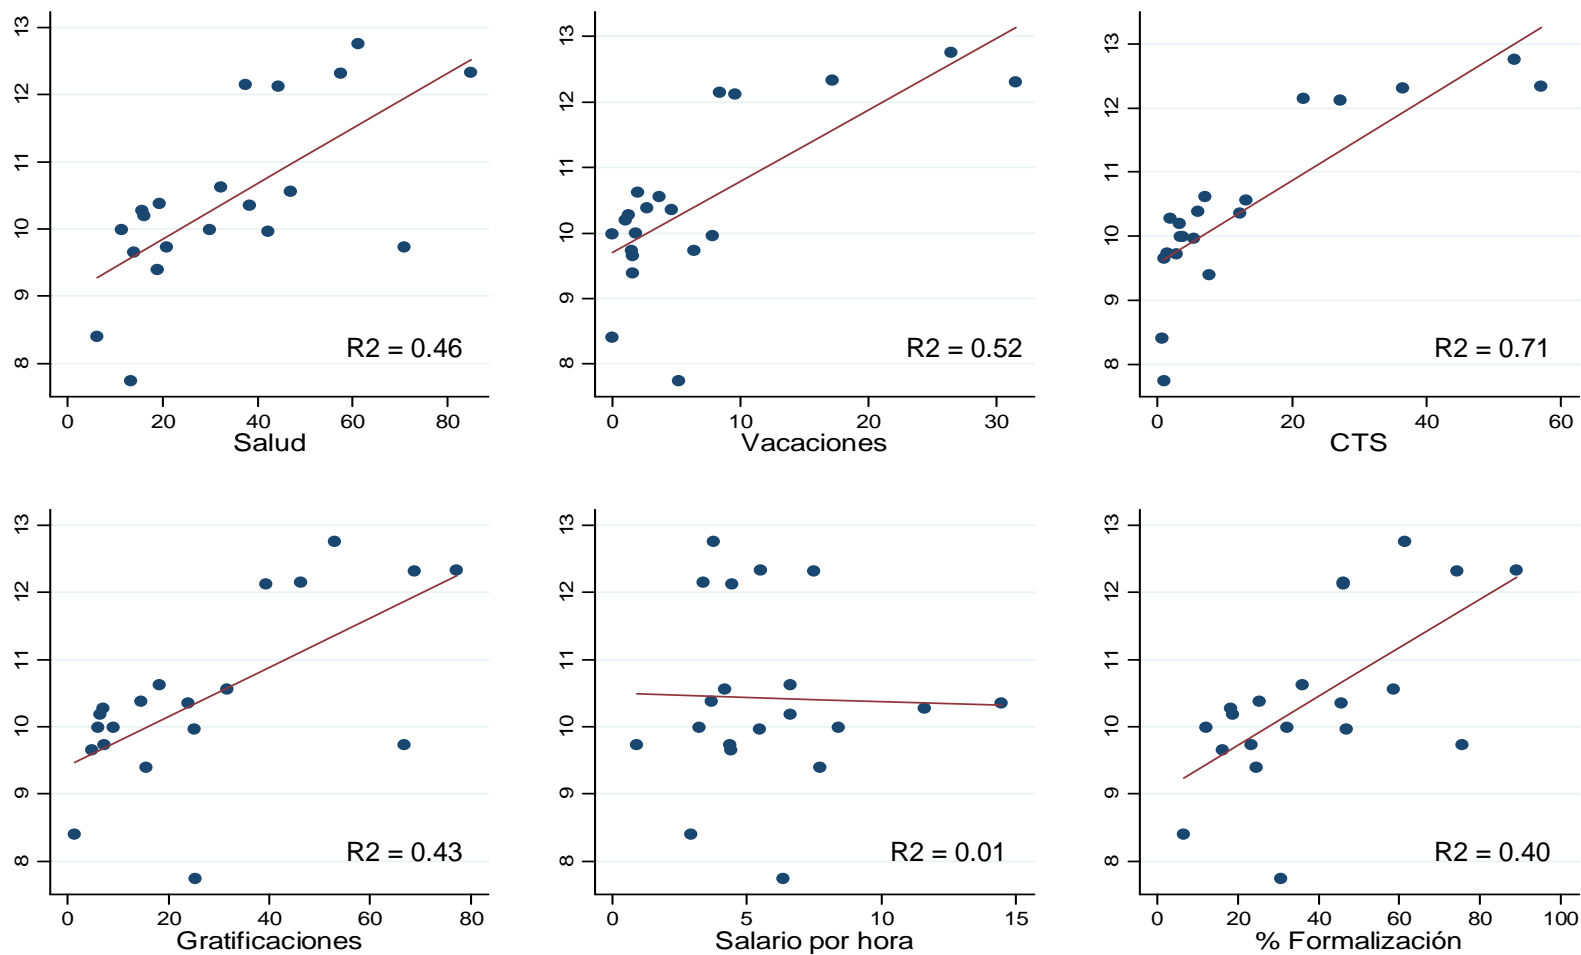 13
12
11
10
9
8
R2 = 0.46
0 20 40 60 80
Salud
13
12
11
10
9
8
R2 = 0.52
0 10 20 30
Vacaciones
13
12
11
10
9
8
R2 = 0.71
0 20 40 60
CTS
13
12
11
10
9
8
R2 = 0.43
0 20 40 60 80
Gratificaciones
13
12
11
10
9
8
R2 = 0.01
0 5 10 15
Salario por hora
13
12
11
10
9
8
R2 = 0.40
0 20 40 60 80 100
% Formalización